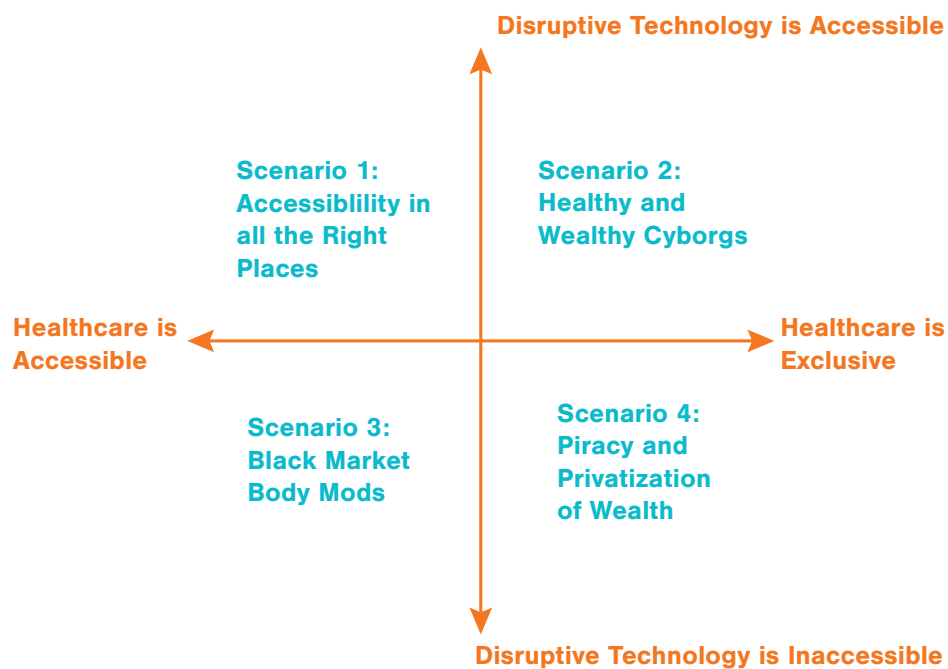 Disruptive Technology is Accessible
Scenario 1:
Accessiblility in
all the Right
Places
Scenario 2:
Healthy and
Wealthy Cyborgs
Healthcare is
Accessible
Healthcare is
Exclusive
Scenario 3:
Black Market
Body Mods
Scenario 4:
Piracy and
Privatization
of Wealth
Disruptive Technology is Inaccessible